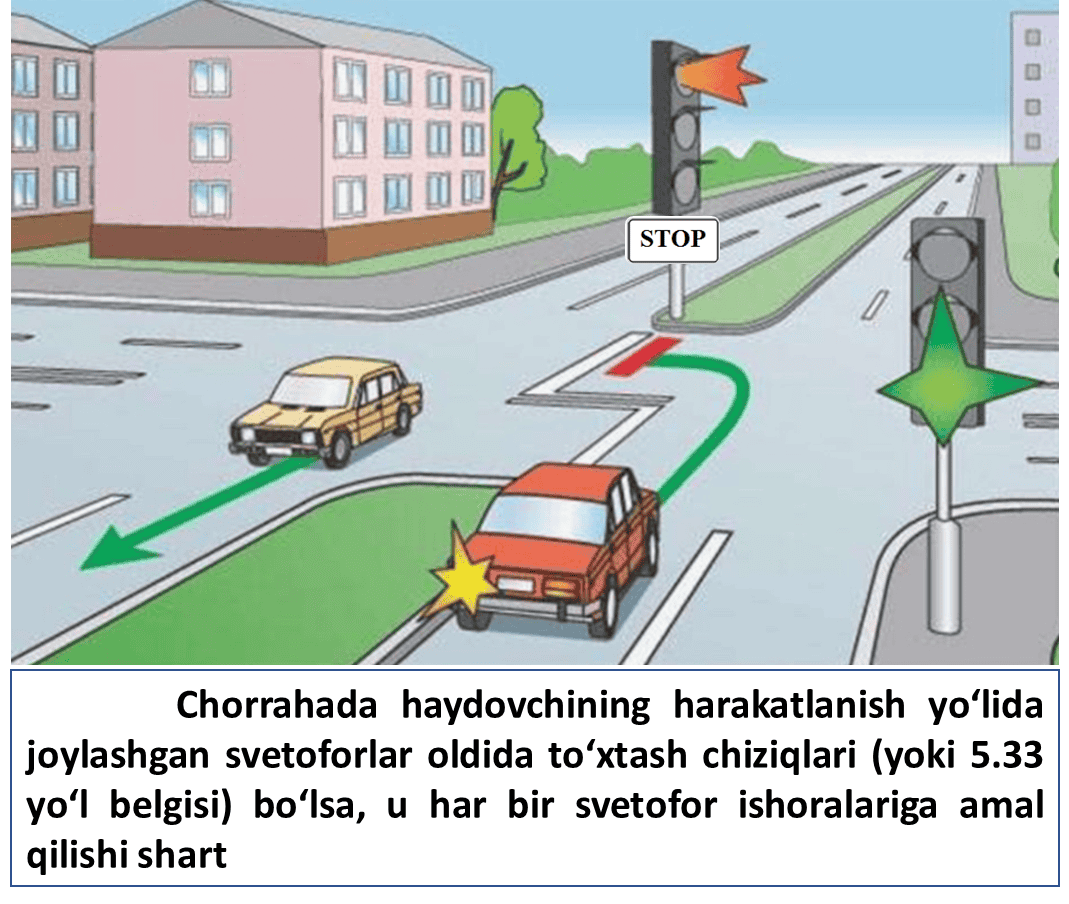 STOP
Chorrahada haydovchining harakatlanish yo‘lida
joylashgan svetoforlar oldida to‘xtash chiziqlari (yoki 5.33
yo‘l belgisi) bo‘lsa, u har bir svetofor ishoralariga amal
qilishi shart